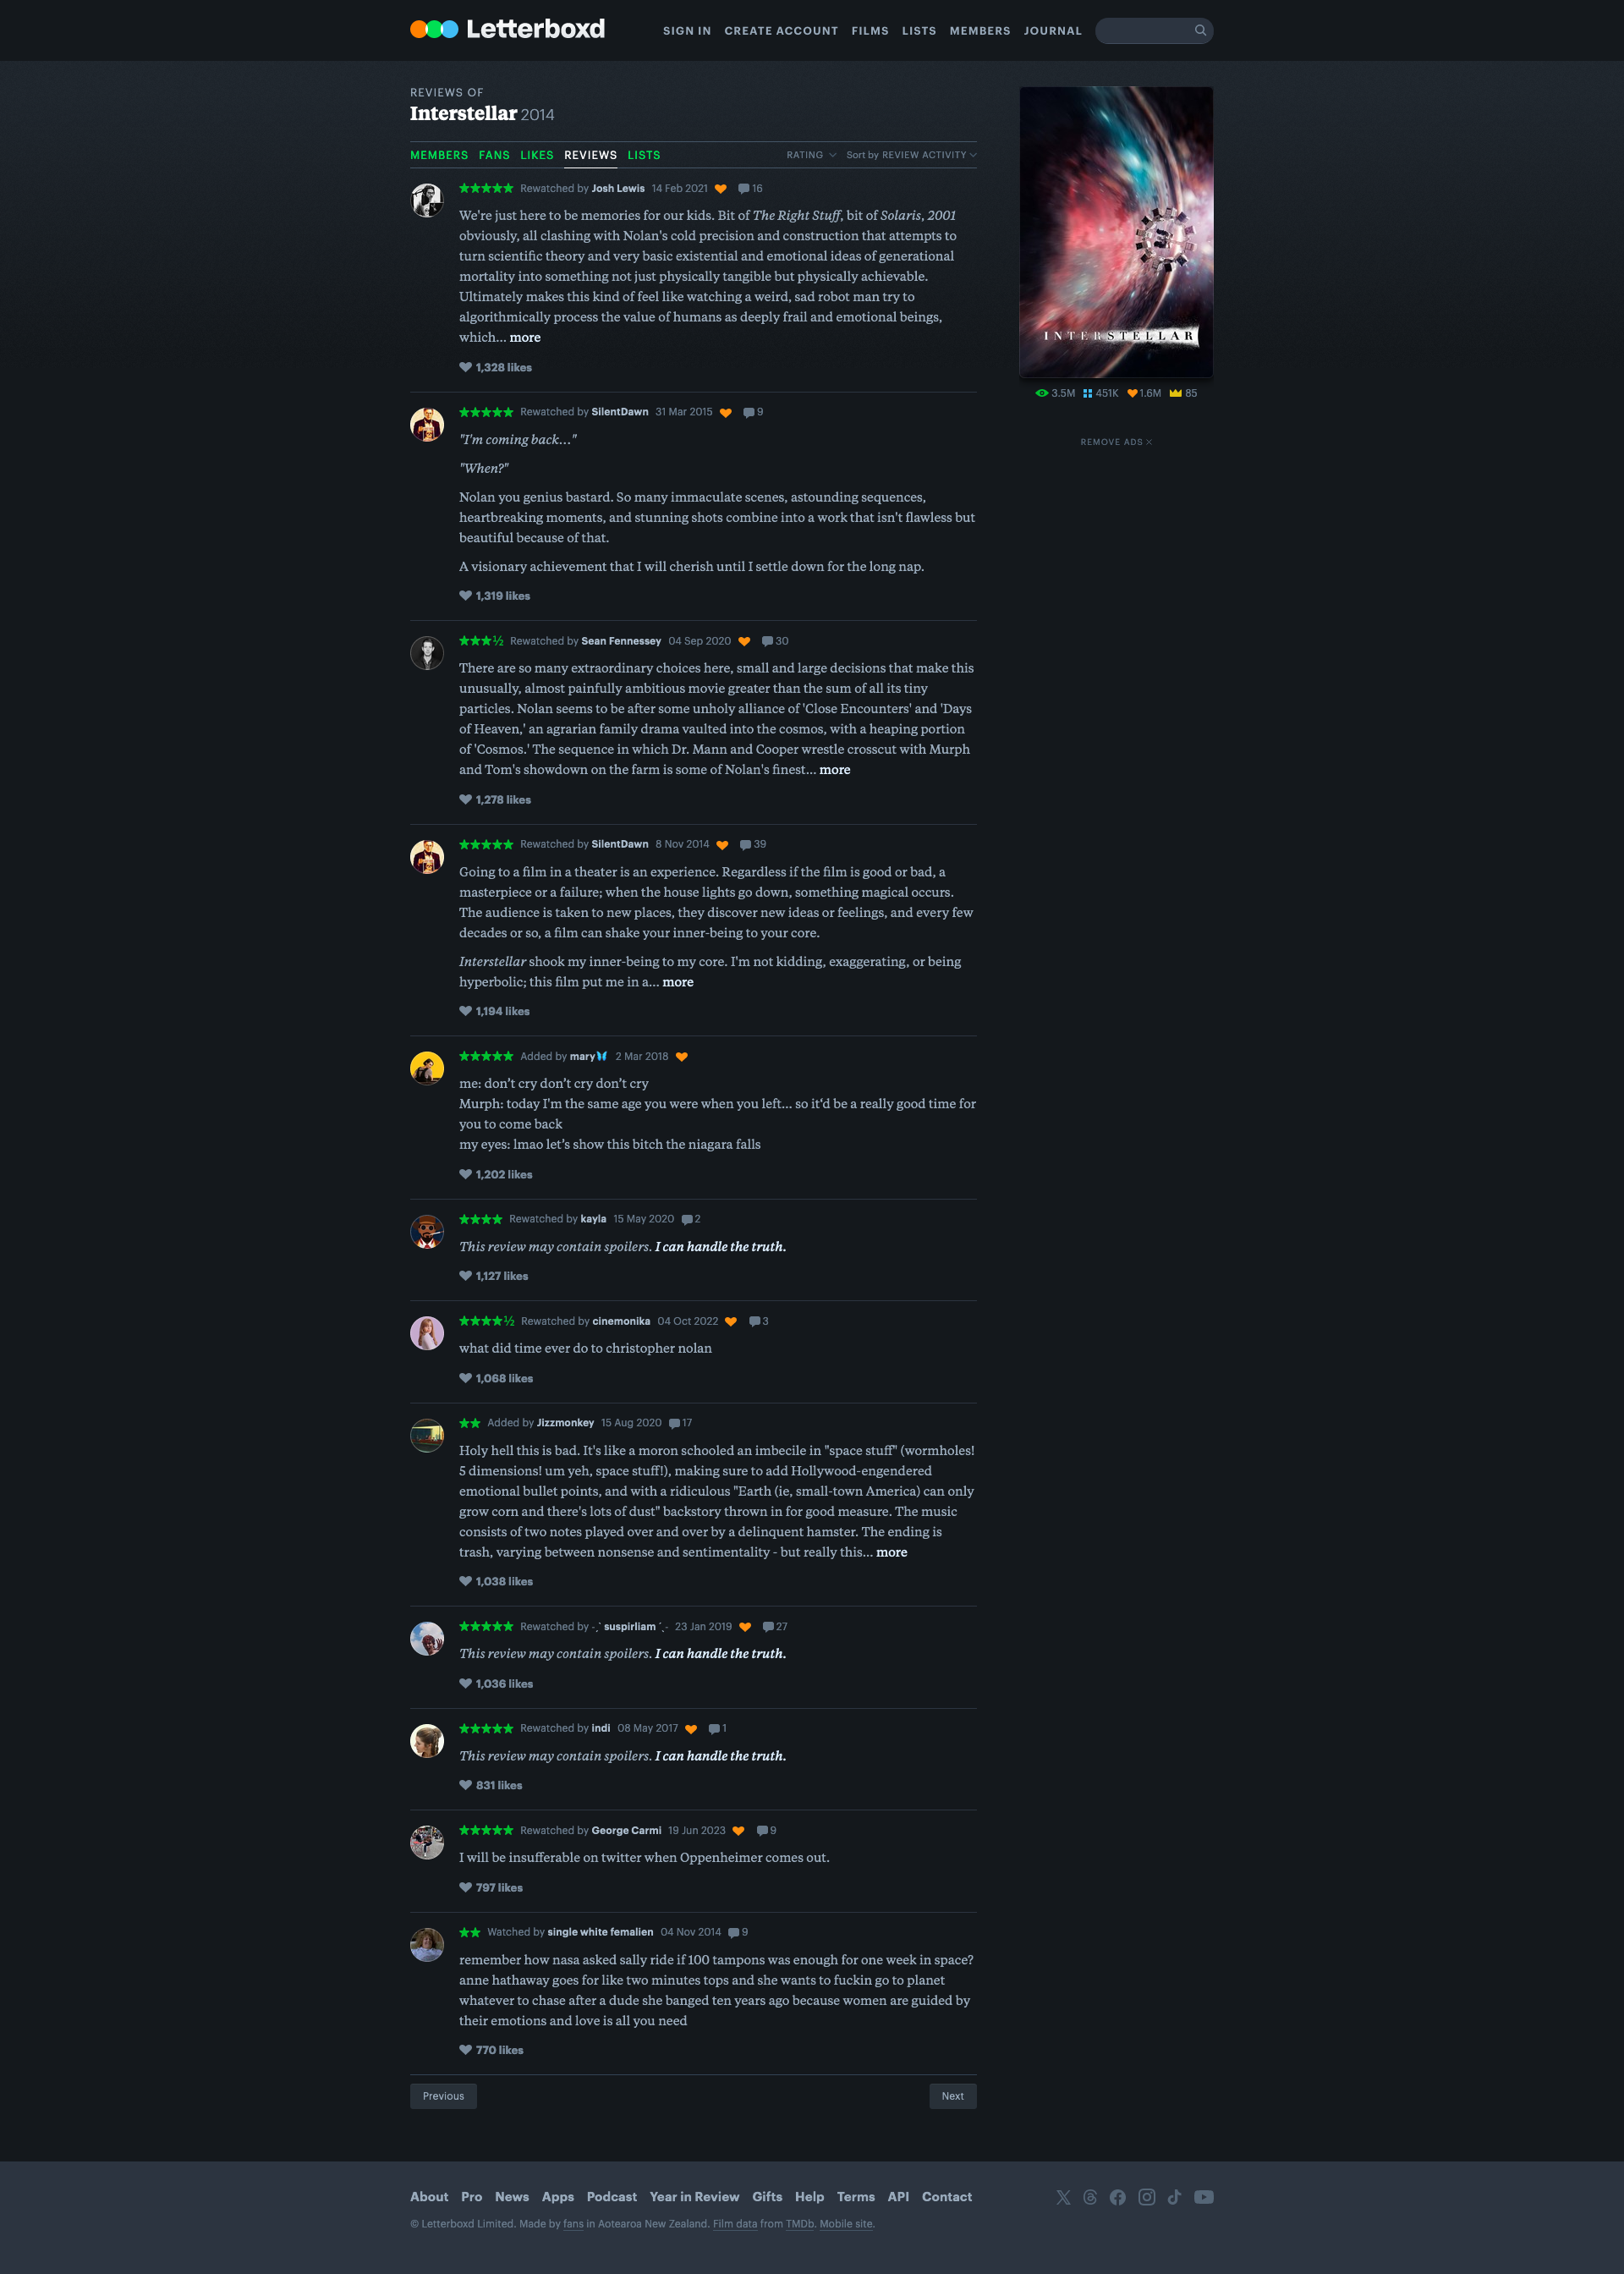 Letterboxd
SIGN IN CREATE ACCOUNT FILMS LISTS MEMBERS JOURNAL
REVIEWS OF
Interstellar 2014
MEMBERS FANS LIKES REVIEWS LISTS RATING Sort by REVIEW ACTIVITY
★★★★★ Rewatched by Josh Lewis 14 Feb 2021 16
We're just here to be memories for our kids. Bit of The Right Stuff, bit of Solaris, 2001
obviously, all clashing with Nolan's cold precision and construction that attempts to
turn scientific theory and very basic existential and emotional ideas of generational
mortality into something not just physically tangible but physically achievable.
Ultimately makes this kind of feel like watching a weird, sad robot man try to
algorithmically process the value of humans as deeply frail and emotional beings,
which… more
1,328 likes
★★★★★ Rewatched by SilentDawn 31 Mar 2015 9
"I'm coming back…"
"When?"
Nolan you genius bastard. So many immaculate scenes, astounding sequences,
heartbreaking moments, and stunning shots combine into a work that isn't flawless but
beautiful because of that.
A visionary achievement that I will cherish until I settle down for the long nap.
1,319 likes
★★★½ Rewatched by Sean Fennessey 04 Sep 2020 30
There are so many extraordinary choices here, small and large decisions that make this
unusually, almost painfully ambitious movie greater than the sum of all its tiny
particles. Nolan seems to be after some unholy alliance of 'Close Encounters' and 'Days
of Heaven,' an agrarian family drama vaulted into the cosmos, with a heaping portion
of 'Cosmos.' The sequence in which Dr. Mann and Cooper wrestle crosscut with Murph
and Tom's showdown on the farm is some of Nolan's finest… more
1,278 likes
★★★★★ Rewatched by SilentDawn 8 Nov 2014 39
Going to a film in a theater is an experience. Regardless if the film is good or bad, a
masterpiece or a failure; when the house lights go down, something magical occurs.
The audience is taken to new places, they discover new ideas or feelings, and every few
decades or so, a film can shake your inner-being to your core.
Interstellar shook my inner-being to my core. I'm not kidding, exaggerating, or being
hyperbolic; this film put me in a… more
1,194 likes
★★★★★ Added by mary🦋 2 Mar 2018
me: don’t cry don’t cry don’t cry
Murph: today I'm the same age you were when you left… so it‘d be a really good time for
you to come back
my eyes: lmao let’s show this bitch the niagara falls
1,202 likes
★★★★ Rewatched by kayla 15 May 2020 2
This review may contain spoilers. I can handle the truth.
1,127 likes
★★★★½ Rewatched by cinemonika 04 Oct 2022 3
what did time ever do to christopher nolan
1,068 likes
★★ Added by Jizzmonkey 15 Aug 2020 17
Holy hell this is bad. It's like a moron schooled an imbecile in "space stuff" (wormholes!
5 dimensions! um yeh, space stuff!), making sure to add Hollywood-engendered
emotional bullet points, and with a ridiculous "Earth (ie, small-town America) can only
grow corn and there's lots of dust" backstory thrown in for good measure. The music
consists of two notes played over and over by a delinquent hamster. The ending is
trash, varying between nonsense and sentimentality - but really this… more
1,038 likes
★★★★★ Rewatched by -ˏˋ suspirliam ˊˎ- 23 Jan 2019 27
This review may contain spoilers. I can handle the truth.
1,036 likes
★★★★★ Rewatched by indi 08 May 2017 1
This review may contain spoilers. I can handle the truth.
831 likes
★★★★★ Rewatched by George Carmi 19 Jun 2023 9
I will be insufferable on twitter when Oppenheimer comes out.
797 likes
★★ Watched by single white femalien 04 Nov 2014 9
remember how nasa asked sally ride if 100 tampons was enough for one week in space?
anne hathaway goes for like two minutes tops and she wants to fuckin go to planet
whatever to chase after a dude she banged ten years ago because women are guided by
their emotions and love is all you need
770 likes
Previous Next
INTERSTELLAR
3.5M 451K 1.6M 85
REMOVE ADS
About Pro News Apps Podcast Year in Review Gifts Help Terms API Contact
© Letterboxd Limited. Made by fans in Aotearoa New Zealand. Film data from TMDb. Mobile site.